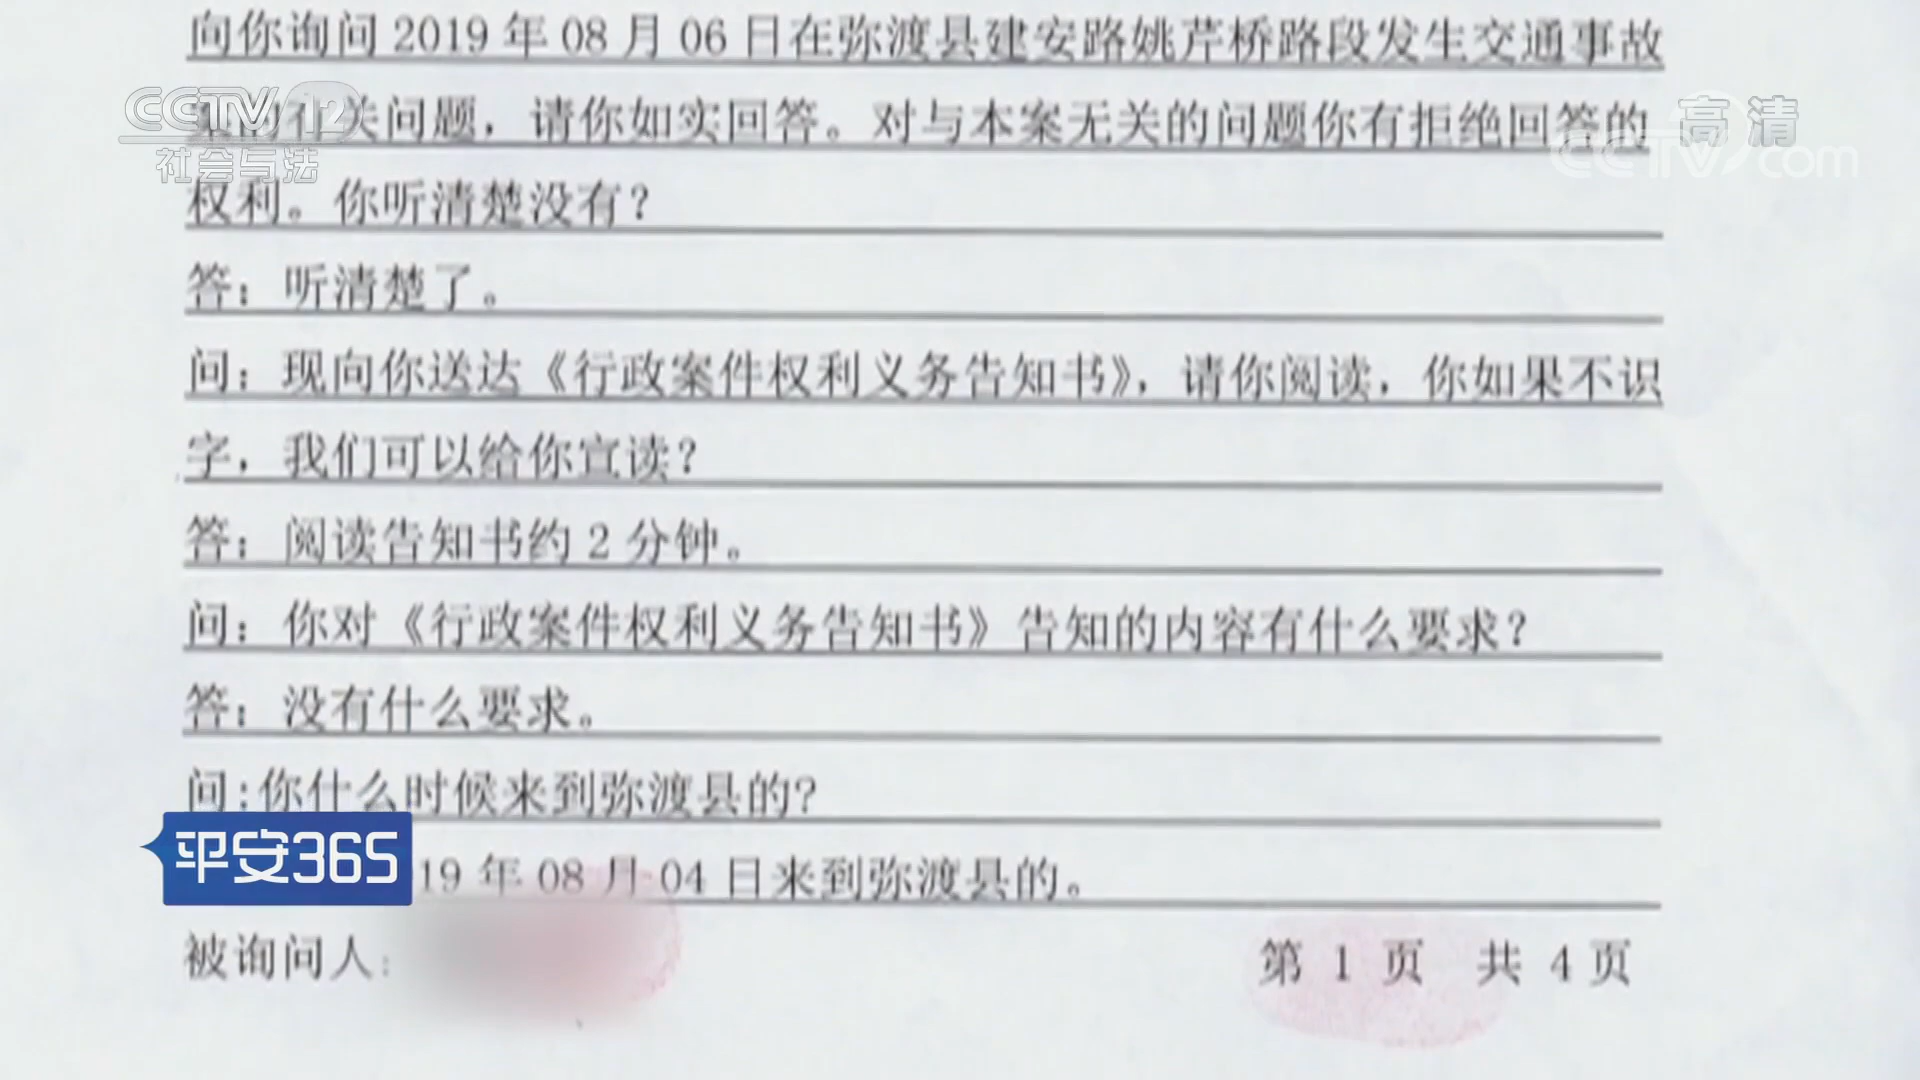 向你询问2019年08月06日在弥渡县建安路姚芹桥路段发生交通事故
案的有关问题，请你如实回答。对与本案无关的问题你有拒绝回答的
权利。你听清楚没有？
答：听清楚了。
问：现向你送达《行政案件权利义务告知书》，请你阅读，你如果不识
字，我们可以给你宣读？
答：阅读告知书约2分钟。
问：你对《行政案件权利义务告知书》告知的内容有什么要求？
答：没有什么要求。
问:你什么时候来到弥渡县的?
19年08月04日来到弥渡县的。
被询问人:
第 1 页 共 4 页
CCTV 12
社会与法
高清
CCTV.com
平安365